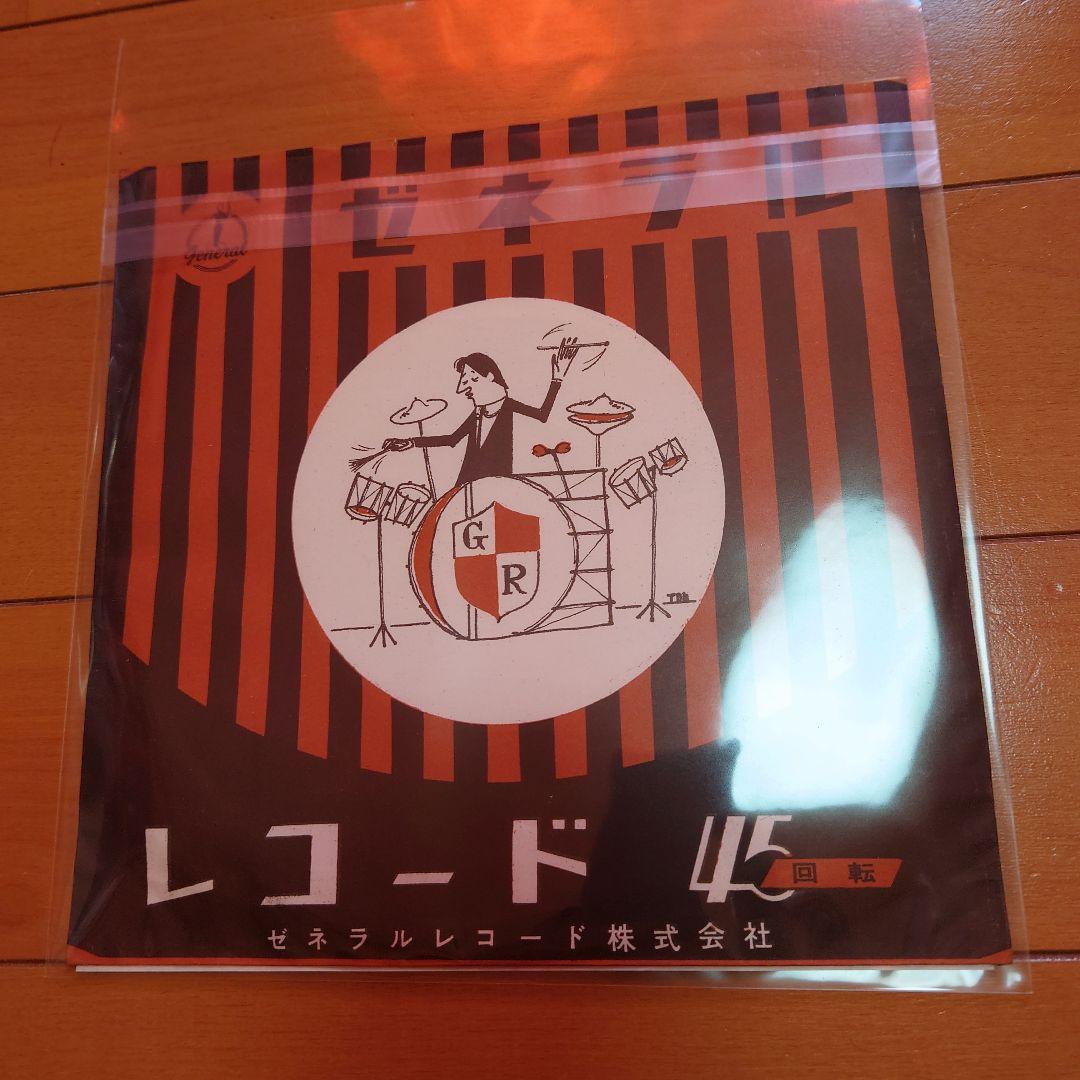 ゼネラル
General
G
R
レコード 45 回転
ゼネラルレコード株式会社